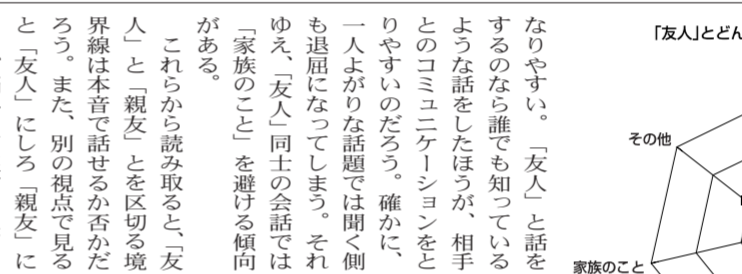 なりやすい。「友人」と話を
するのなら誰でも知っている
ような話をしたほうが、相手
とのコミュニケーションをと
りやすいのだろう。確かに、
一人よがりな話題では聞く側
も退屈になってしまう。それ
ゆえ、「友人」同士の会話では
「家族のこと」を避ける傾向
がある。
これらから読み取ると、「友
人」と「親友」とを区切る境
界線は本音で話せるか否かだ
ろう。また、別の視点で見る
と「友人」にしろ「親友」に
「友人」とどん
その他
家族のこと